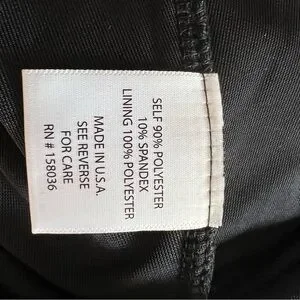 SELF 90% POLYESTER
10% SPANDEX
LINING 100% POLYESTER
MADE IN U.S.A.
SEE REVERSE
FOR CARE
RN # 158036